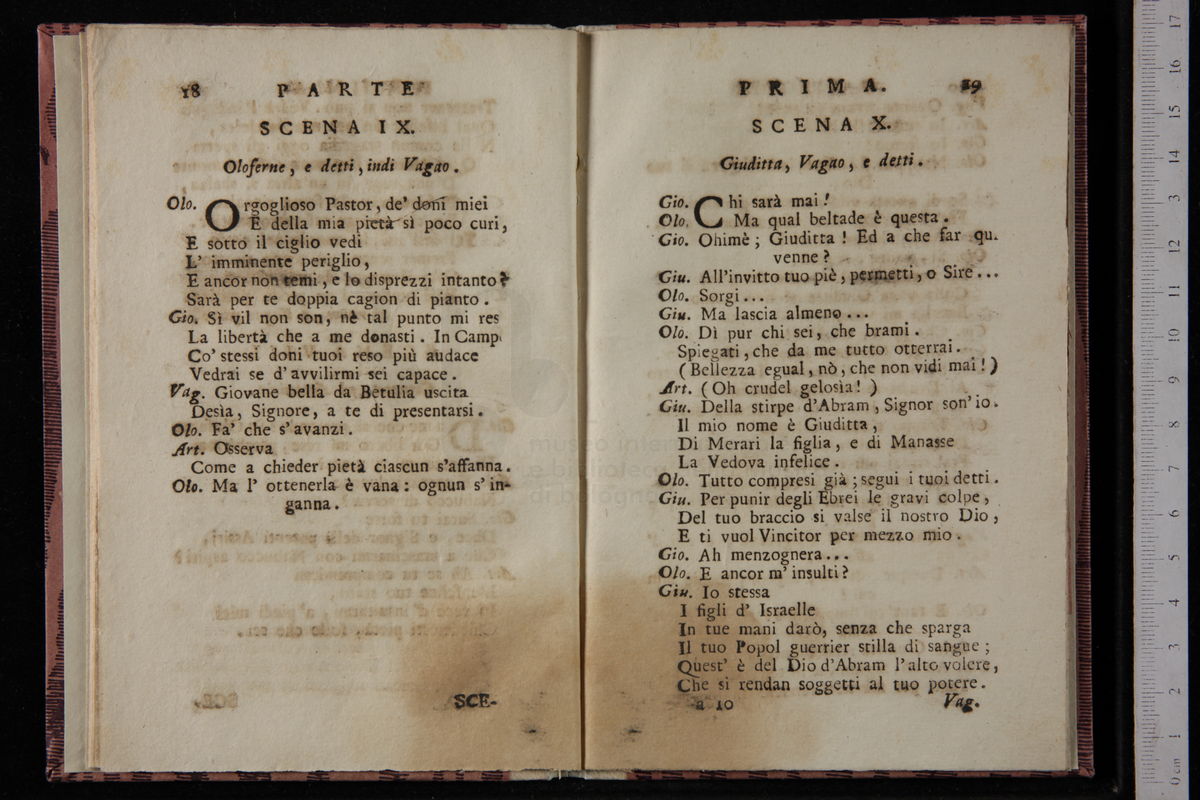 18 PARTE
SCENA IX.
Oloferne, e detti, indi Vagao.
Olo. Orgoglioso Pastor, de' doni miei
E della mia pietà sì poco curi,
E sotto il ciglio vedi
L' imminente periglio,
E ancor non temi, e lo disprezzi intanto?
Sarà per te doppia cagion di pianto.
Gio. Sì vil non son, nè tal punto mi res
La libertà che a me donasti. In Camp
Co' stessi doni tuoi reso più audace
Vedrai se d' avvilirmi sei capace.
Vag. Giovane bella da Betulia uscita
Desìa, Signore, a te di presentarsi.
Olo. Fa' che s' avanzi.
Art. Osserva
Come a chieder pietà ciascun s'affanna.
Olo. Ma l' ottenerla è vana: ognun s' in-
ganna.
SCE-
PRIMA. 19
SCENA X.
Giuditta, Vagao, e detti.
Gio. Chi sarà mai!
Olo. Ma qual beltade è questa.
Gio. Ohimè; Giuditta! Ed a che far qu.
venne?
Giu. All'invitto tuo piè, permetti, o Sire...
Olo. Sorgi...
Giu. Ma lascia almeno...
Olo. Dì pur chi sei, che brami.
Spiegati, che da me tutto otterrai.
(Bellezza egual, nò, che non vidi mai!)
Art. (Oh crudel gelosìa!)
Giu. Della stirpe d'Abram, Signor son' io.
Il mio nome è Giuditta,
Di Merari la figlia, e di Manasse
La Vedova infelice.
Olo. Tutto compresi già; segui i tuoi detti.
Giu. Per punir degli Ebrei le gravi colpe,
Del tuo braccio si valse il nostro Dio,
E ti vuol Vincitor per mezzo mio.
Gio. Ah menzognera...
Olo. E ancor m' insulti?
Giu. Io stessa
I figli d' Israelle
In tue mani darò, senza che sparga
Il tuo Popol guerrier stilla di sangue;
Quest' è del Dio d'Abram l'alto volere,
Che si rendan soggetti al tuo potere.
a 10 Vag.